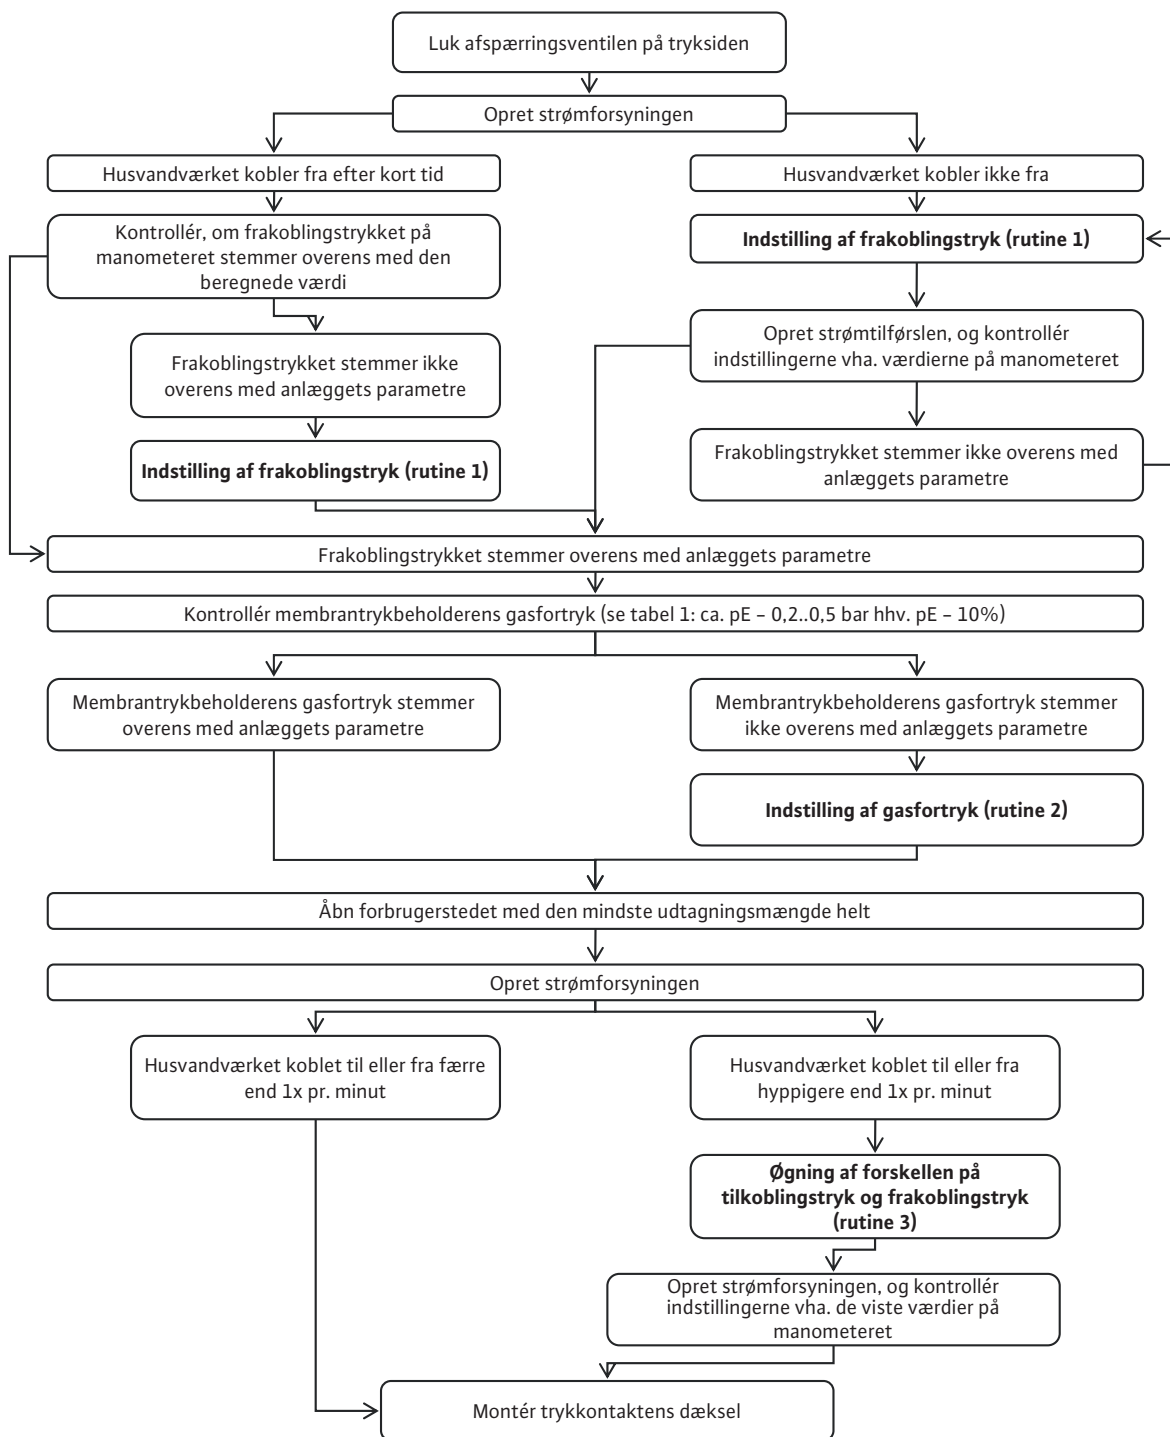 Luk afspærringsventilen på tryksiden
Opret strømforsyningen
Husvandværket kobler fra efter kort tid
Husvandværket kobler ikke fra
Kontrollér, om frakoblingstrykket på
manometeret stemmer overens med den
beregnede værdi
Indstilling af frakoblingstryk (rutine 1)
Frakoblingstrykket stemmer ikke
overens med anlæggets parametre
Opret strømtilførslen, og kontrollér
indstillingerne vha. værdierne på manometeret
Indstilling af frakoblingstryk (rutine 1)
Frakoblingstrykket stemmer ikke overens med
anlæggets parametre
Frakoblingstrykket stemmer overens med anlæggets parametre
Kontrollér membrantrykbeholderens gasfortryk (se tabel 1: ca. pE – 0,2..0,5 bar hhv. pE – 10%)
Membrantrykbeholderens gasfortryk stemmer
overens med anlæggets parametre
Membrantrykbeholderens gasfortryk stemmer
ikke overens med anlæggets parametre
Indstilling af gasfortryk (rutine 2)
Åbn forbrugerstedet med den mindste udtagningsmængde helt
Opret strømforsyningen
Husvandværket koblet til eller fra færre
end 1x pr. minut
Husvandværket koblet til eller fra
hyppigere end 1x pr. minut
Øgning af forskellen på
tilkoblingstryk og frakoblingstryk
(rutine 3)
Opret strømforsyningen, og kontrollér
indstillingerne vha. de viste værdier på
manometeret
Montér trykkontaktens dæksel